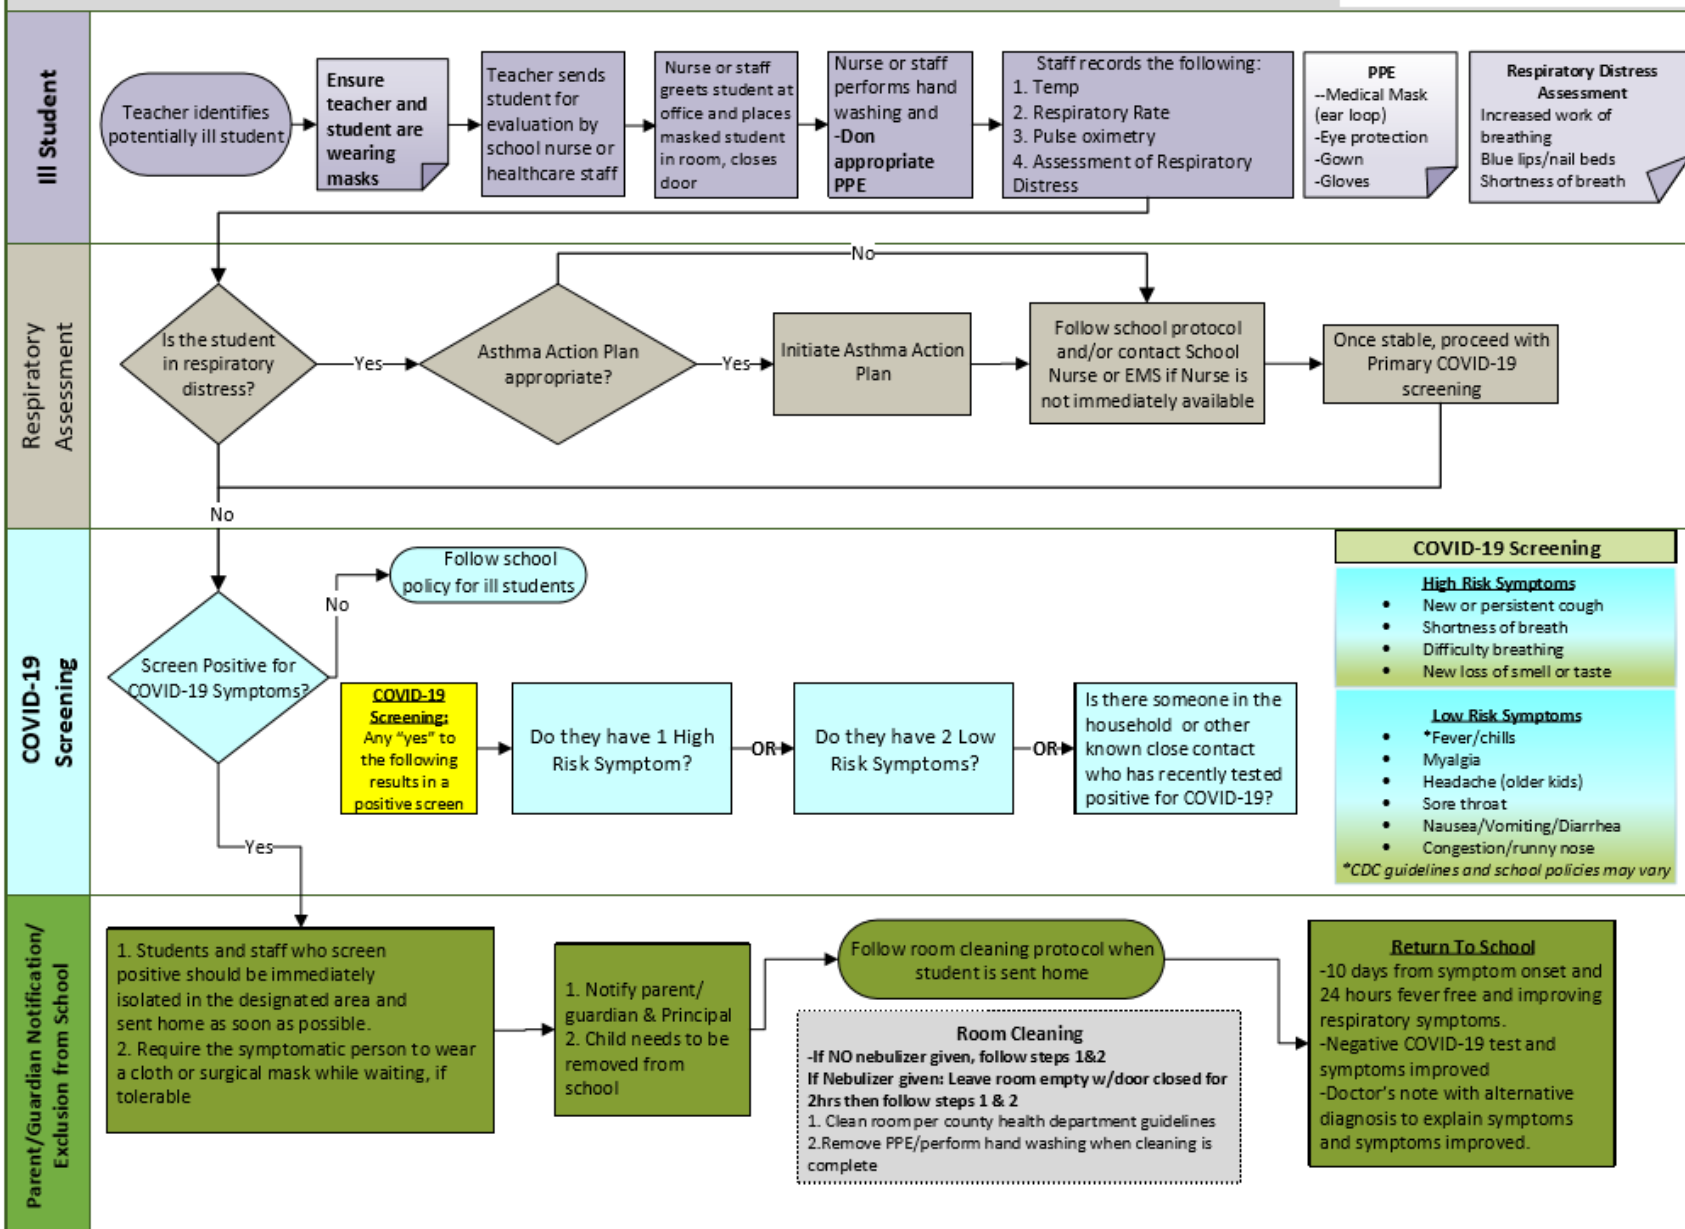 Ill Student
Teacher identifies
potentially ill student
Ensure
teacher and
student are
wearing
masks
Teacher sends
student for
evaluation by
school nurse or
healthcare staff
Nurse or staff
greets student at
office and places
masked student
in room, closes
door
Nurse or staff
performs hand
washing and
-Don
appropriate
PPE
Staff records the following:
1. Temp
2. Respiratory Rate
3. Pulse oximetry
4. Assessment of Respiratory
Distress
PPE
--Medical Mask
(ear loop)
-Eye protection
-Gown
-Gloves
Respiratory Distress
Assessment
Increased work of
breathing
Blue lips/nail beds
Shortness of breath
Respiratory
Assessment
Is the student
in respiratory
distress?
Yes
Asthma Action Plan
appropriate?
No
Yes
Initiate Asthma Action
Plan
Follow school protocol
and/or contact School
Nurse or EMS if Nurse is
not immediately available
Once stable, proceed with
Primary COVID-19
screening
No
COVID-19
Screening
Screen Positive for
COVID-19 Symptoms?
No
Follow school
policy for ill students
COVID-19
Screening:
Any "yes" to
the following
results in a
positive screen
Do they have 1 High
Risk Symptom?
OR
Do they have 2 Low
Risk Symptoms?
OR
Is there someone in the
household or other
known close contact
who has recently tested
positive for COVID-19?
COVID-19 Screening
High Risk Symptoms
• New or persistent cough
• Shortness of breath
• Difficulty breathing
• New loss of smell or taste
Low Risk Symptoms
• *Fever/chills
• Myalgia
• Headache (older kids)
• Sore throat
• Nausea/Vomiting/Diarrhea
• Congestion/runny nose
*CDC guidelines and school policies may vary
Yes
Parent/Guardian Notification/
Exclusion from School
1. Students and staff who screen
positive should be immediately
isolated in the designated area and
sent home as soon as possible.
2. Require the symptomatic person to wear
a cloth or surgical mask while waiting, if
tolerable
1. Notify parent/
guardian & Principal
2. Child needs to be
removed from
school
Follow room cleaning protocol when
student is sent home
Room Cleaning
-If NO nebulizer given, follow steps 1&2
If Nebulizer given: Leave room empty w/door closed for
2hrs then follow steps 1 & 2
1. Clean room per county health department guidelines
2.Remove PPE/perform hand washing when cleaning is
complete
Return To School
-10 days from symptom onset and
24 hours fever free and improving
respiratory symptoms.
-Negative COVID-19 test and
symptoms improved
-Doctor's note with alternative
diagnosis to explain symptoms
and symptoms improved.